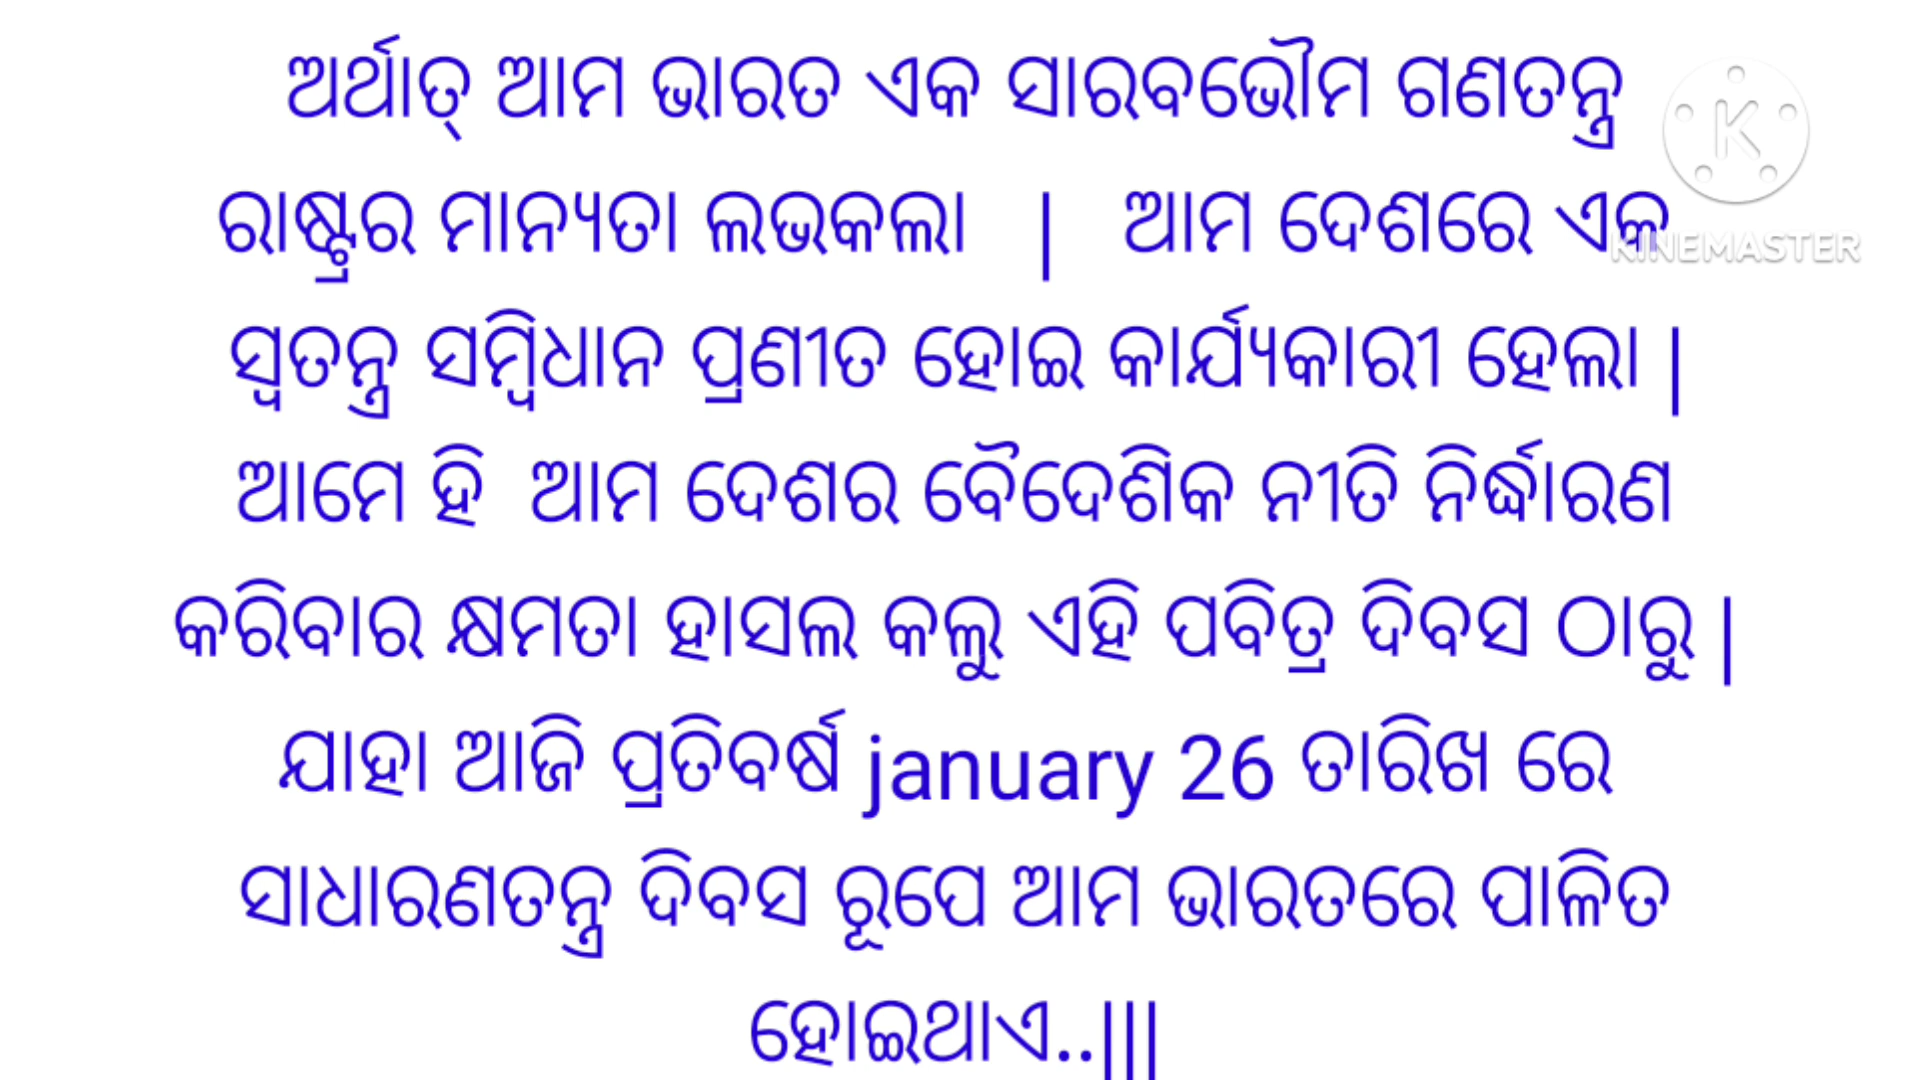 ଅର୍ଥାତ୍ ଆମ ଭାରତ ଏକ ସାରବଭୌମ ଗଣତନ୍ତ୍ର
ରାଷ୍ଟ୍ରର ମାନ୍ୟତା ଲଭକଲା | ଆମ ଦେଶରେ ଏକ
ସ୍ୱତନ୍ତ୍ର ସମ୍ବିଧାନ ପ୍ରଣୀତ ହୋଇ କାର୍ଯ୍ୟକାରୀ ହେଲା |
ଆମେ ହି ଆମ ଦେଶର ବୈଦେଶିକ ନୀତି ନିର୍ଦ୍ଧାରଣ
କରିବାର କ୍ଷମତା ହାସଲ କଲୁ ଏହି ପବିତ୍ର ଦିବସ ଠାରୁ |
ଯାହା ଆଜି ପ୍ରତିବର୍ଷ january 26 ତାରିଖ ରେ
ସାଧାରଣତନ୍ତ୍ର ଦିବସ ରୂପେ ଆମ ଭାରତରେ ପାଳିତ
ହୋଇଥାଏ..|||
K
KINEMASTER